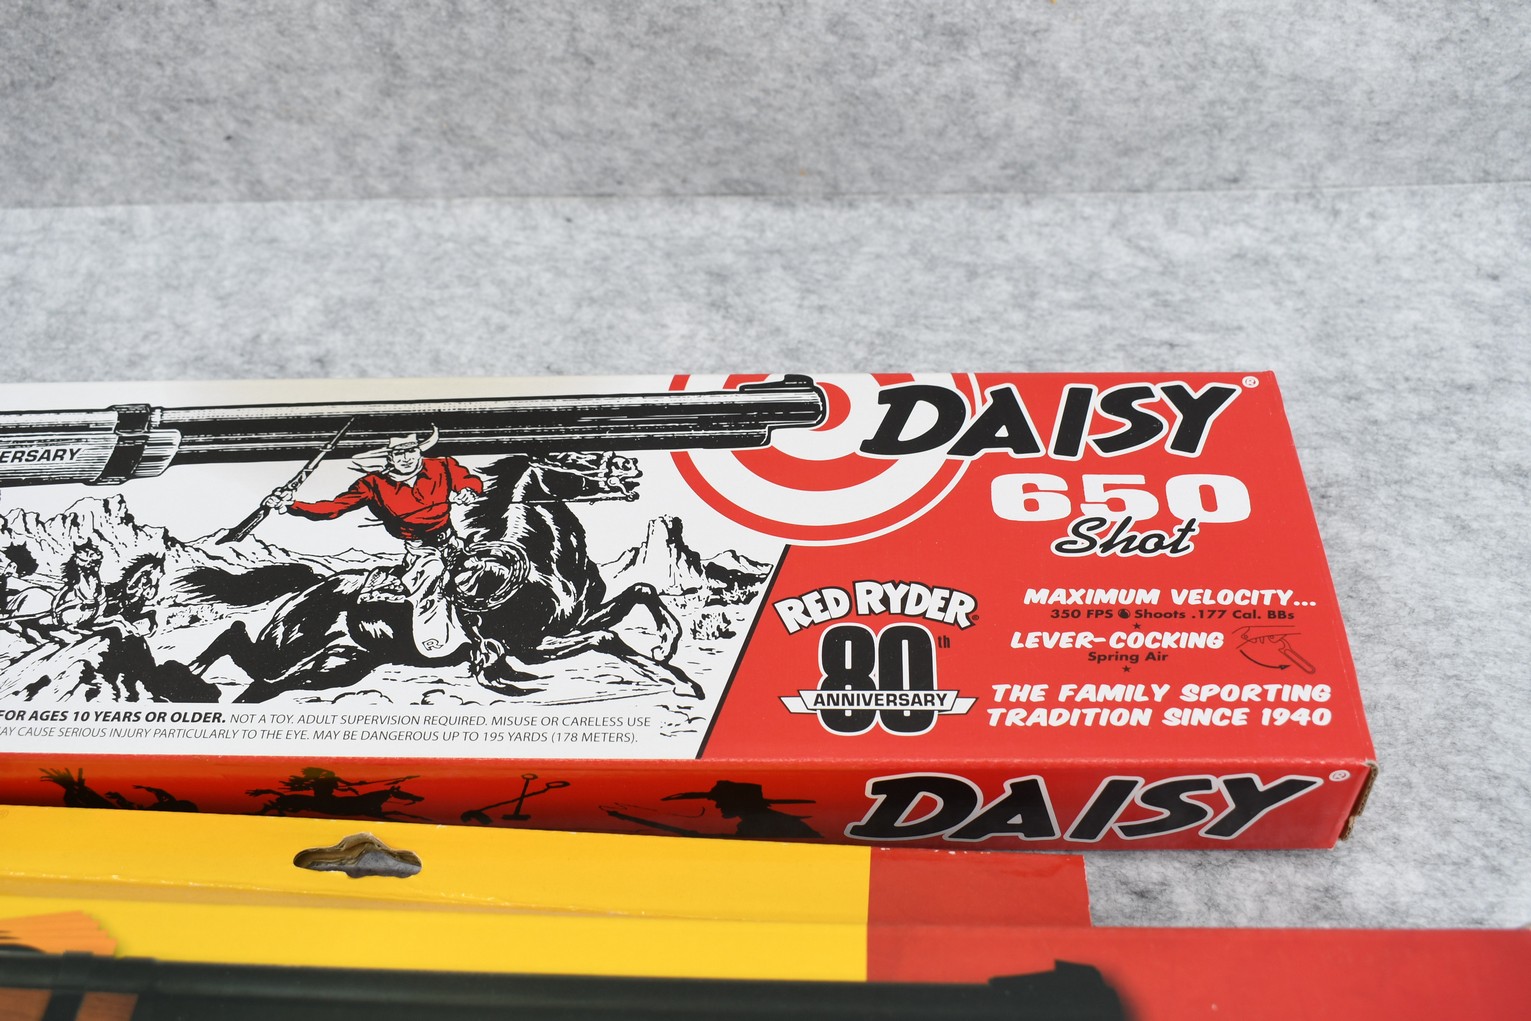 DAISY®
650
Shot
ERSARY
RED RYDER®
80th
ANNIVERSARY
MAXIMUM VELOCITY...
350 FPS Shoots .177 Cal. BBs
LEVER-COCKING
Spring Air
THE FAMILY SPORTING
TRADITION SINCE 1940
FOR AGES 10 YEARS OR OLDER. NOT A TOY. ADULT SUPERVISION REQUIRED. MISUSE OR CARELESS USE
AY CAUSE SERIOUS INJURY PARTICULARLY TO THE EYE. MAY BE DANGEROUS UP TO 195 YARDS (178 METERS).
DAISY®